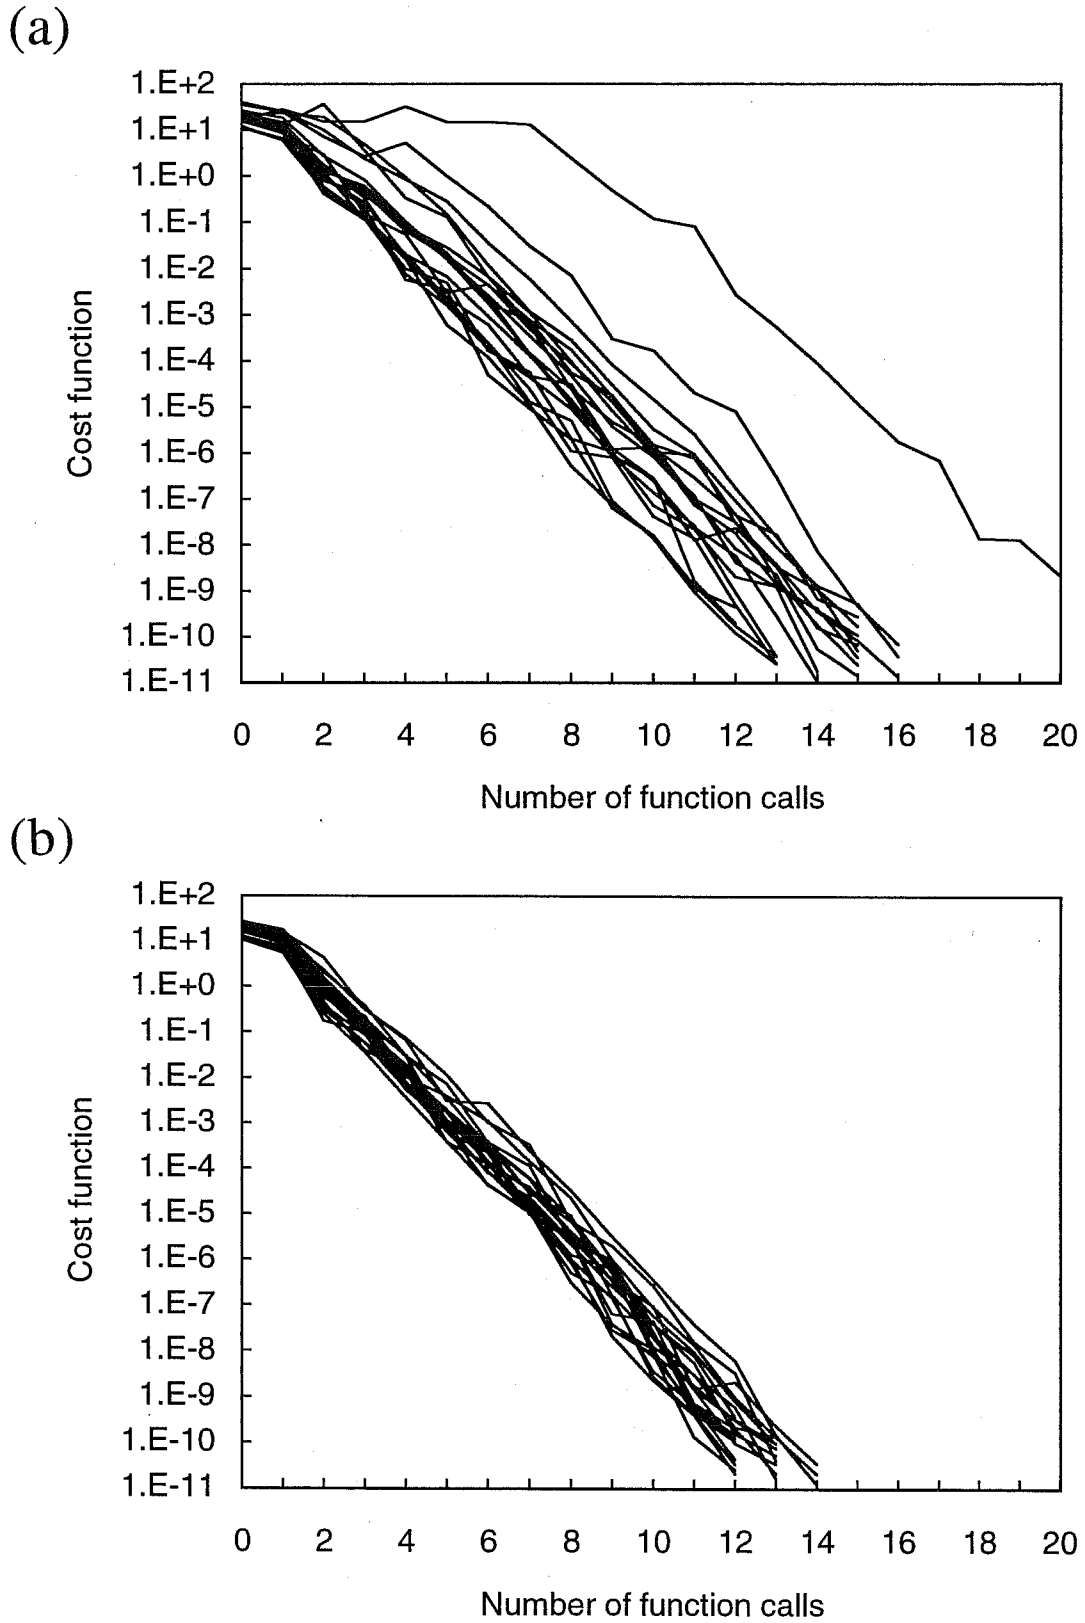 (a)
1.E+2
1.E+1
1.E+0
1.E-1
1.E-2
1.E-3
1.E-4
1.E-5
1.E-6
1.E-7
1.E-8
1.E-9
1.E-10
1.E-11
Cost function
0 2 4 6 8 10 12 14 16 18 20
Number of function calls
(b)
1.E+2
1.E+1
1.E+0
1.E-1
1.E-2
1.E-3
1.E-4
1.E-5
1.E-6
1.E-7
1.E-8
1.E-9
1.E-10
1.E-11
Cost function
0 2 4 6 8 10 12 14 16 18 20
Number of function calls